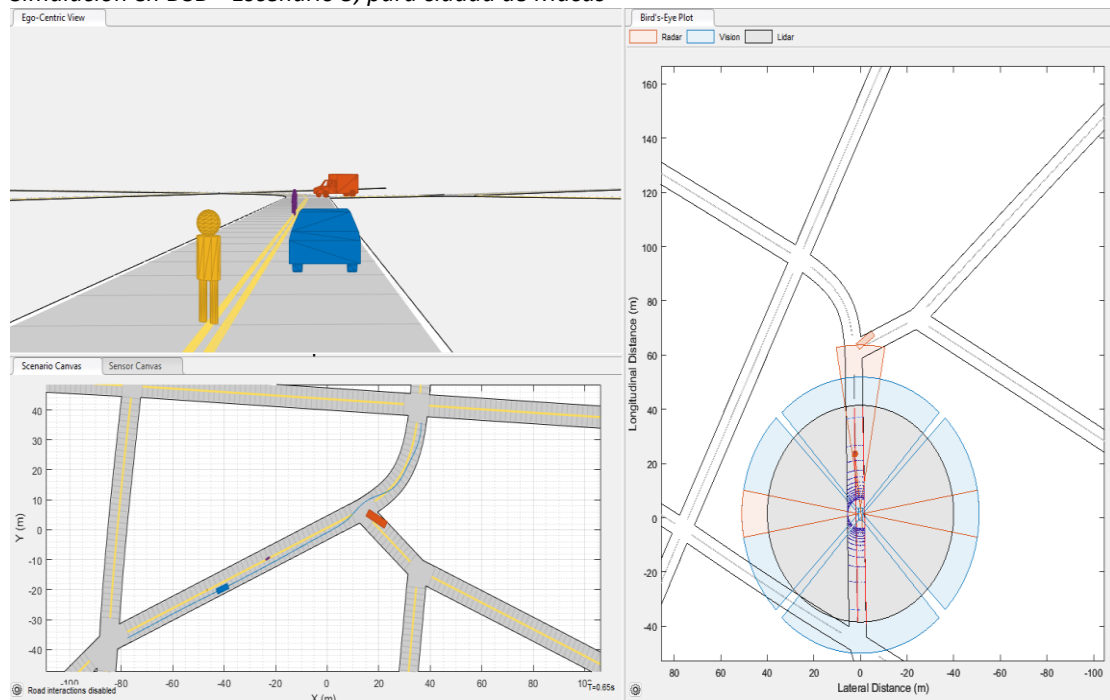 Simulación en DSD – Escenario 3, para ciudad de Macas
Ego-Centric View
Bird's-Eye Plot
Radar Vision Lidar
160
140
120
100
80
60
40
20
0
-20
-40
Longitudinal Distance (m)
80 60 40 20 0 -20 -40 -60 -80 -100
Lateral Distance (m)
Scenario Canvas Sensor Canvas
40
30
20
10
0
-10
-20
-30
-40
Y (m)
-100 -80 -60 -40 -20 0 20 40 60 80
X (m)
Road interactions disabled
T=0.65s